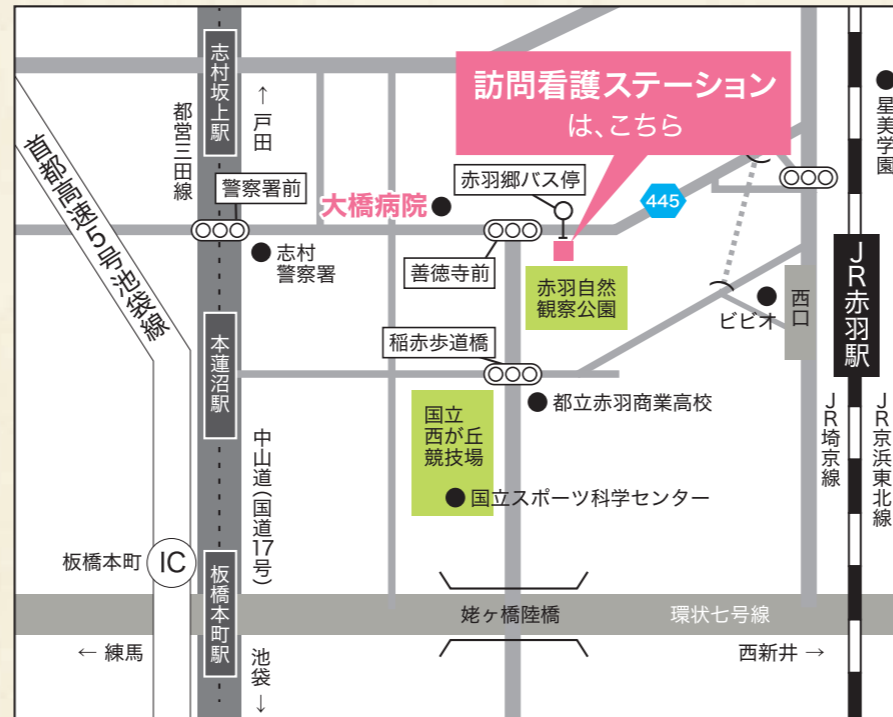 志村坂上駅
↑
戸田
都営三田線
首都高速5号池袋線
警察署前
志村
警察署
大橋病院
訪問看護ステーション
は、こちら
赤羽郷バス停
445
善徳寺前
赤羽自然
観察公園
星美学園
JR赤羽駅
西口
ビビオ
稲赤歩道橋
本蓮沼駅
都立赤羽商業高校
国立
西が丘
競技場
国立スポーツ科学センター
JR埼京線
JR京浜東北線
中山道(国道17号)
板橋本町
IC
板橋本町駅
姥ヶ橋陸橋
環状七号線
← 練馬
池袋
↓
西新井 →